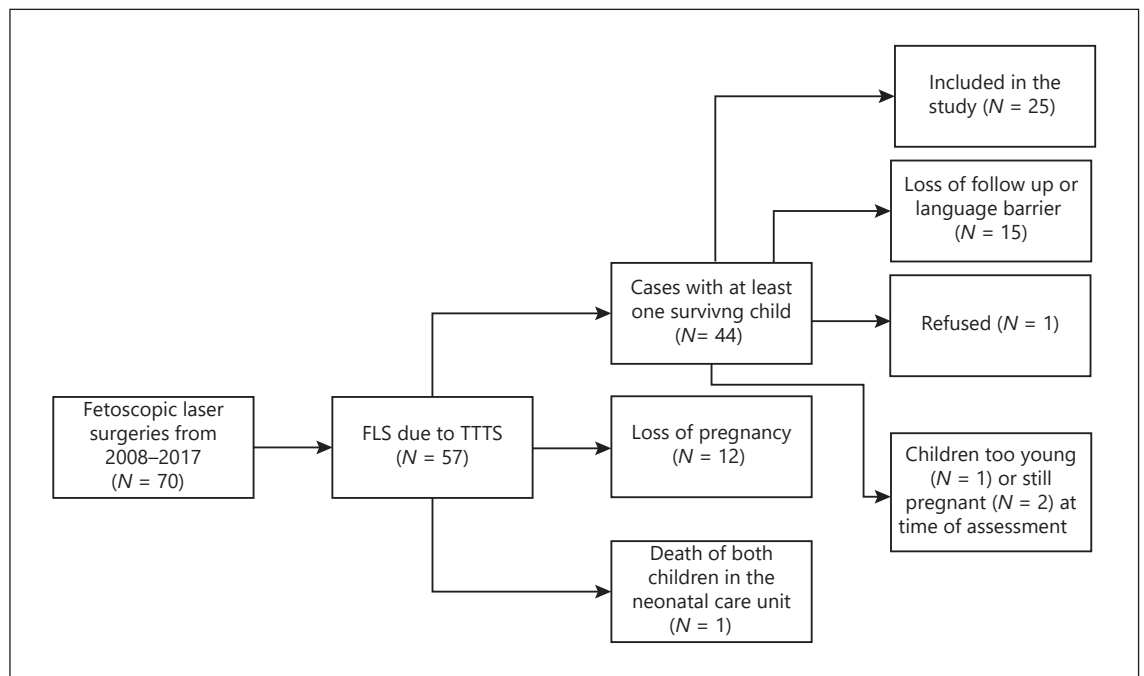 Fetoscopic laser
surgeries from
2008–2017
(N = 70)
FLS due to TTTS
(N = 57)
Cases with at least
one survivng child
(N= 44)
Loss of pregnancy
(N = 12)
Death of both
children in the
neonatal care unit
(N = 1)
Included in the
study (N = 25)
Loss of follow up or
language barrier
(N = 15)
Refused (N = 1)
Children too young
(N = 1) or still
pregnant (N = 2) at
time of assessment